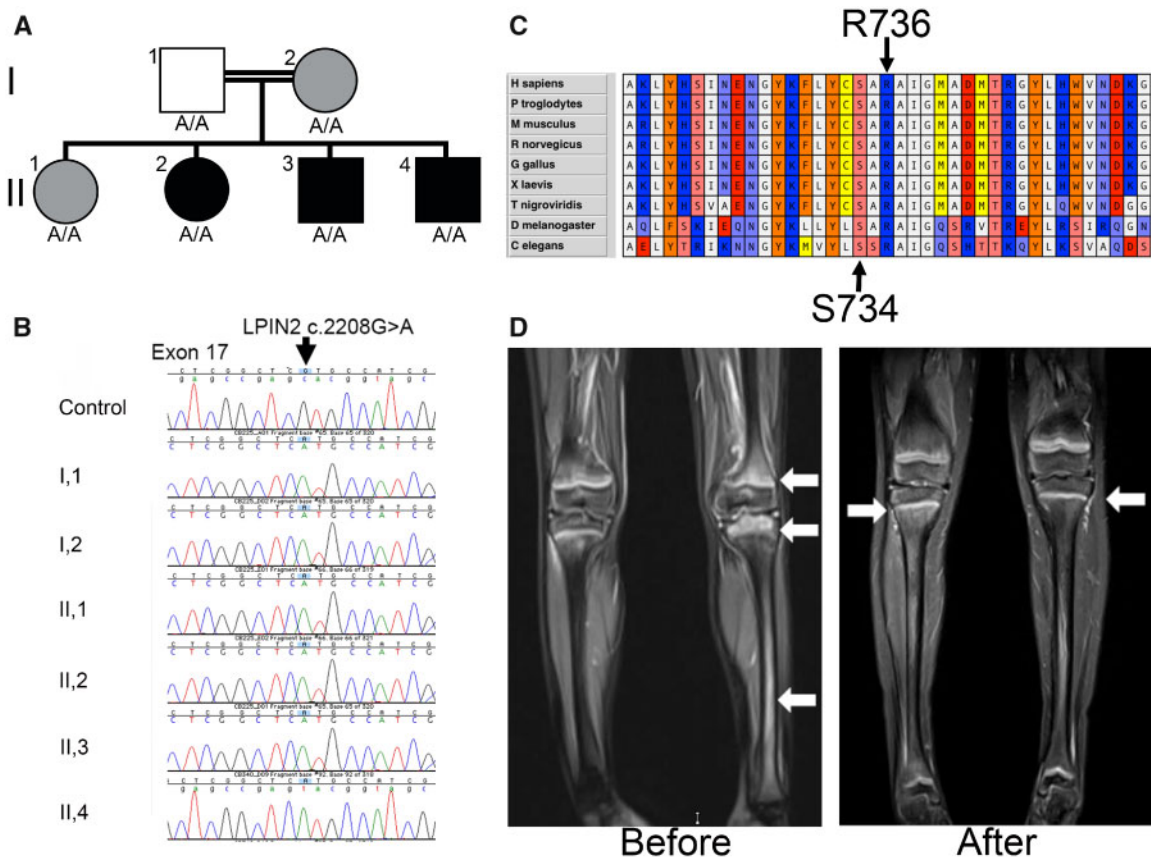 A
1
2
I
A/A
A/A
1
2
3
4
II
A/A
A/A
A/A
A/A
B
LPIN2 c.2208G>A
Exon 17
C T C G G C T C G T G C C A T C G
g a g c c g a g c a c g g t a g c
Control
C T C G G C T C A T G C C A T C G
C T C G G C T C A T G C C A T C G
I,1
C T C G G C T C A T G C C A T C G
C T C G G C T C A T G C C A T C G
I,2
C T C G G C T C A T G C C A T C G
C T C G G C T C A T G C C A T C G
II,1
C T C G G C T C A T G C C A T C G
C T C G G C T C A T G C C A T C G
II,2
C T C G G C T C A T G C C A T C G
C T C G G C T C A T G C C A T C G
II,3
C T C G G C T C A T G C C A T C G
g a g c c g a g t a c g g t a g c
II,4
C
R736
H sapiens A K L Y H S I N E N G Y K F L Y C S A R A I G M A D M T R G Y L H W V N D K G
P troglodytes A K L Y H S I N E N G Y K F L Y C S A R A I G M A D M T R G Y L H W V N D K G
M musculus A R L Y H S I N E N G Y K F L Y C S A R A I G M A D M T R G Y L H W V N D K G
R norvegicus A R L Y H S I N E N G Y K F L Y C S A R A I G M A D M T R G Y L H W V N D K G
G gallus A K L Y H S I N E N G Y K F L Y C S A R A I G M A D M T R G Y L H W V N D K G
X laevis A K L Y H S I N E N G Y K F L Y C S A R A I G M A D M T R G Y L H W V N D K G
T nigroviridis A K L Y H S V A E N G Y K F L Y C S A R A I G M A D M T R G Y L Q W V N D G G
D melanogaster A Q L F S K I E Q N G Y K L L Y L S A R A I G Q S R V T R E Y L R S I R Q G N
C elegans A E L Y T R I K N N G Y K M V Y L S S R A I G Q S H T T K Q Y L K S V A Q D S
S734
D
Before
After